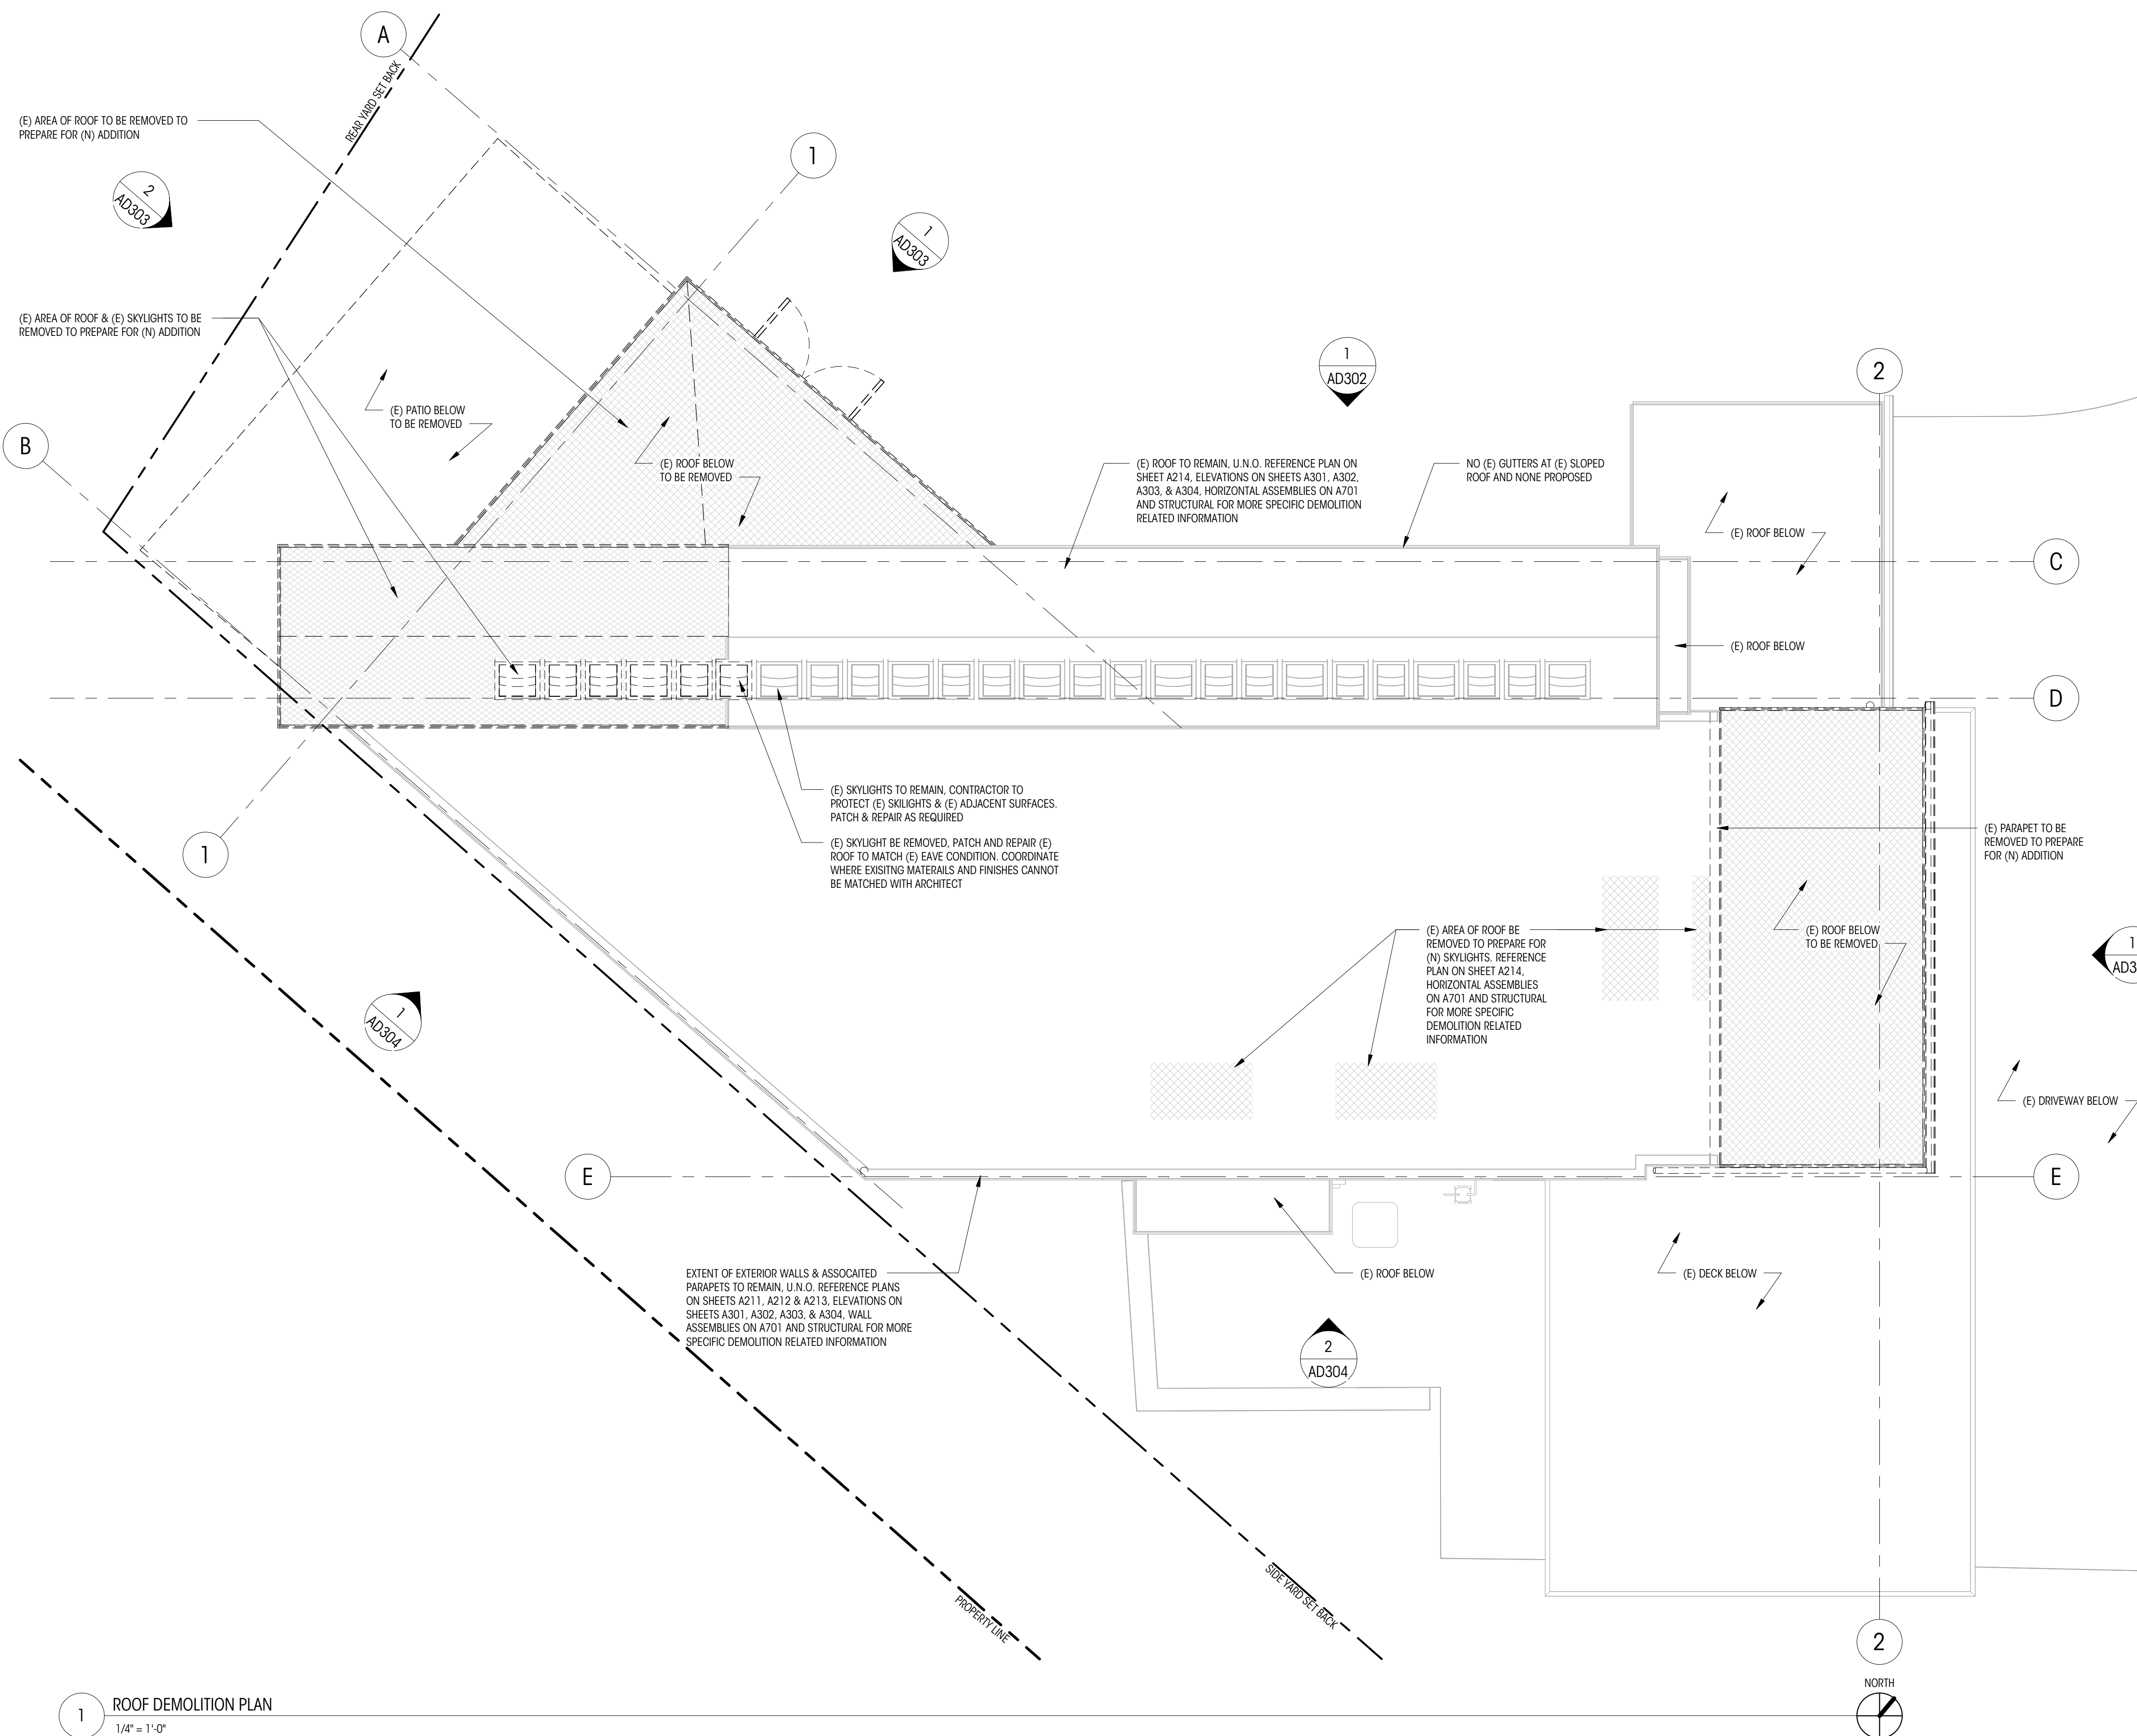 A
REAR YARD SET BACK
(E) AREA OF ROOF TO BE REMOVED TO
PREPARE FOR (N) ADDITION
1
2
AD303
1
AD303
(E) AREA OF ROOF & (E) SKYLIGHTS TO BE
REMOVED TO PREPARE FOR (N) ADDITION
1
AD302
2
(E) PATIO BELOW
TO BE REMOVED
B
(E) ROOF BELOW
TO BE REMOVED
(E) ROOF TO REMAIN, U.N.O. REFERENCE PLAN ON
SHEET A214, ELEVATIONS ON SHEETS A301, A302,
A303, & A304, HORIZONTAL ASSEMBLIES ON A701
AND STRUCTURAL FOR MORE SPECIFIC DEMOLITION
RELATED INFORMATION
NO (E) GUTTERS AT (E) SLOPED
ROOF AND NONE PROPOSED
(E) ROOF BELOW
C
(E) ROOF BELOW
D
(E) SKYLIGHTS TO REMAIN, CONTRACTOR TO
PROTECT (E) SKILIGHTS & (E) ADJACENT SURFACES.
PATCH & REPAIR AS REQUIRED
(E) SKYLIGHT BE REMOVED, PATCH AND REPAIR (E)
ROOF TO MATCH (E) EAVE CONDITION. COORDINATE
WHERE EXISITNG MATERAILS AND FINISHES CANNOT
BE MATCHED WITH ARCHITECT
1
(E) PARAPET TO BE
REMOVED TO PREPARE
FOR (N) ADDITION
(E) AREA OF ROOF BE
REMOVED TO PREPARE FOR
(N) SKYLIGHTS. REFERENCE
PLAN ON SHEET A214,
HORIZONTAL ASSEMBLIES
ON A701 AND STRUCTURAL
FOR MORE SPECIFIC
DEMOLITION RELATED
INFORMATION
(E) ROOF BELOW
TO BE REMOVED
1
AD3
1
AD304
(E) DRIVEWAY BELOW
E
E
EXTENT OF EXTERIOR WALLS & ASSOCAITED
PARAPETS TO REMAIN, U.N.O. REFERENCE PLANS
ON SHEETS A211, A212 & A213, ELEVATIONS ON
SHEETS A301, A302, A303, & A304, WALL
ASSEMBLIES ON A701 AND STRUCTURAL FOR MORE
SPECIFIC DEMOLITION RELATED INFORMATION
(E) ROOF BELOW
(E) DECK BELOW
2
AD304
SIDE YARD SET BACK
PROPERTY LINE
2
NORTH
1
ROOF DEMOLITION PLAN
1/4" = 1'-0"